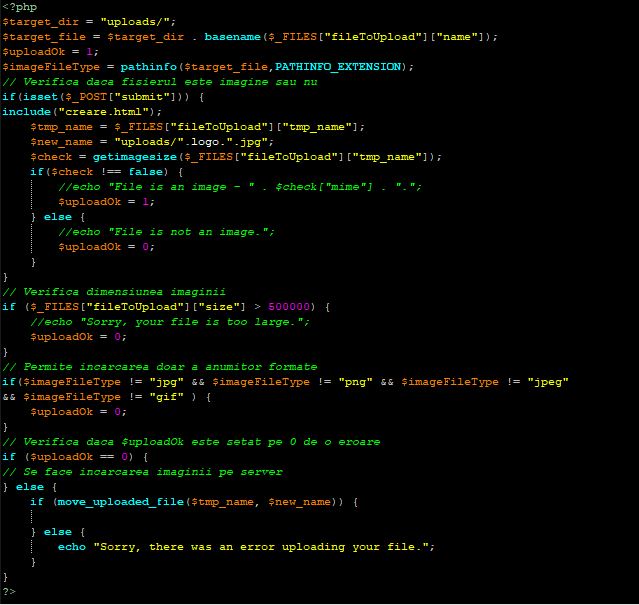 <?php
$target_dir = "uploads/";
$target_file = $target_dir . basename($_FILES["fileToUpload"]["name"]);
$uploadOk = 1;
$imageFileType = pathinfo($target_file,PATHINFO_EXTENSION);
// Verifica daca fisierul este imagine sau nu
if(isset($_POST["submit"])) {
include("creare.html");
    $tmp_name = $_FILES["fileToUpload"]["tmp_name"];
    $new_name = "uploads/".logo.".jpg";
    $check = getimagesize($_FILES["fileToUpload"]["tmp_name"]);
    if($check !== false) {
        //echo "File is an image - " . $check["mime"] . ".";
        $uploadOk = 1;
    } else {
        //echo "File is not an image.";
        $uploadOk = 0;
    }
}
// Verifica dimensiunea imaginii
if ($_FILES["fileToUpload"]["size"] > 500000) {
    //echo "Sorry, your file is too large.";
    $uploadOk = 0;
}
// Permite incarcarea doar a anumitor formate
if($imageFileType != "jpg" && $imageFileType != "png" && $imageFileType != "jpeg"
&& $imageFileType != "gif" ) {
    $uploadOk = 0;
}
// Verifica daca $uploadOk este setat pe 0 de o eroare
if ($uploadOk == 0) {
// Se face incarcarea imaginii pe server
} else {
    if (move_uploaded_file($tmp_name, $new_name)) {
    } else {
        echo "Sorry, there was an error uploading your file.";
    }
}
?>